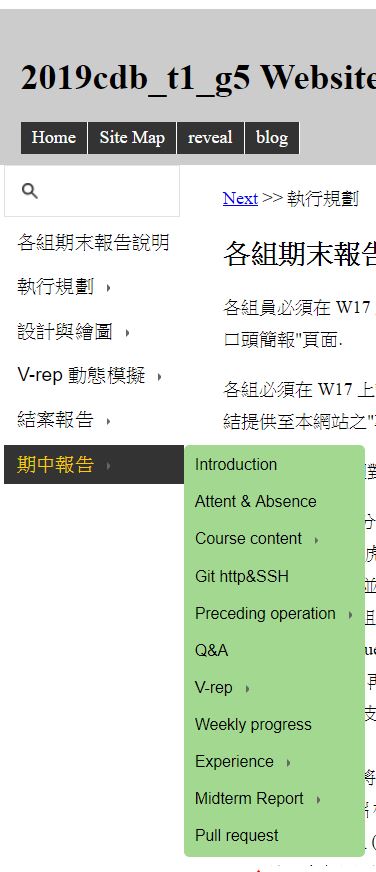 2019cdb_t1_g5 Website
Home
Site Map
reveal
blog
Next >> 執行規劃
各組期末報告說明
執行規劃
設計與繪圖
V-rep 動態模擬
結案報告
期中報告
各組期末報告
各組員必須在 W17
口頭簡報"頁面.
各組必須在 W17 上
結提供至本網站之"
Introduction
Attent & Absence
Course content
Git http&SSH
Preceding operation
Q&A
V-rep
Weekly progress
Experience
Midterm Report
Pull request